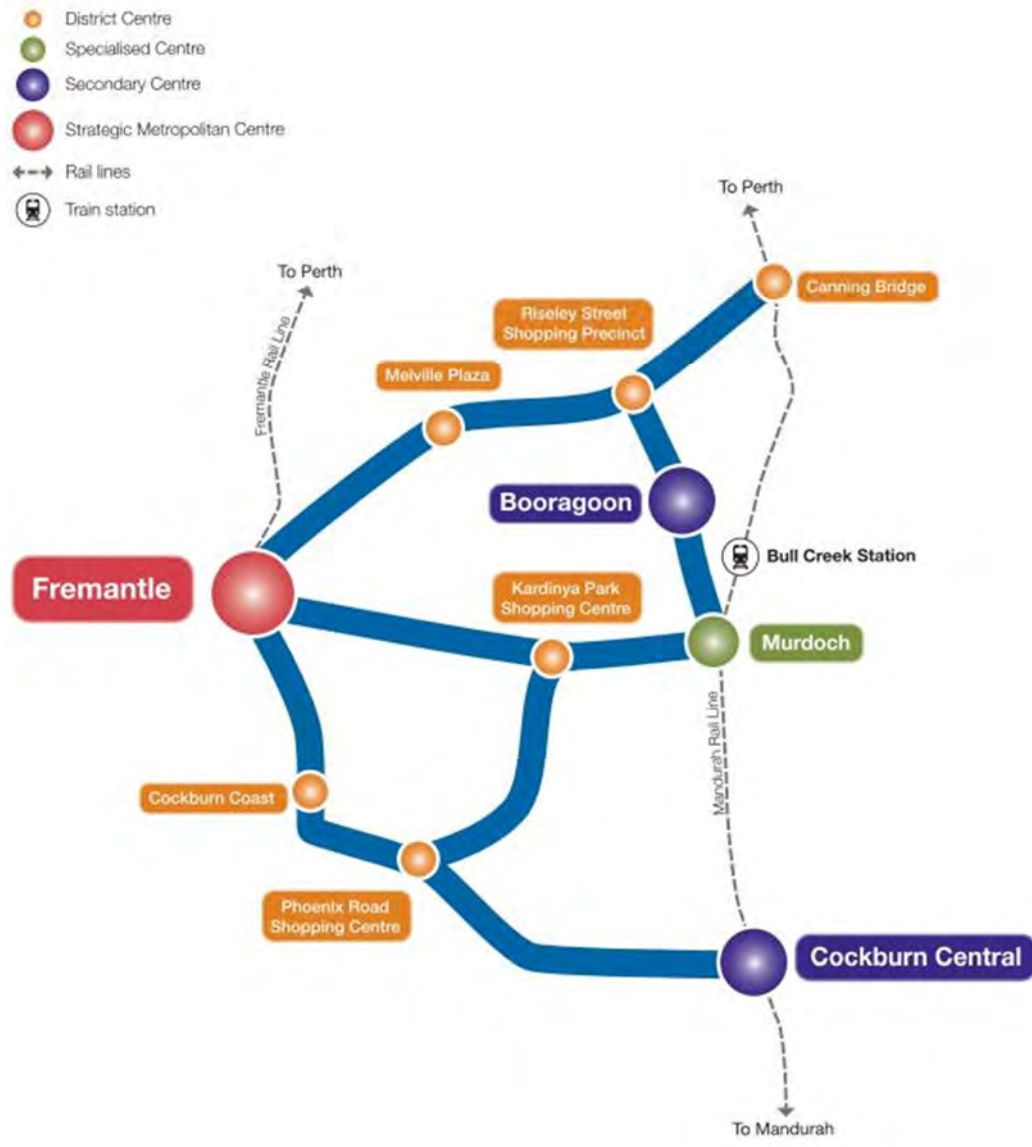 District Centre
Specialised Centre
Secondary Centre
Strategic Metropolitan Centre
Rail lines
Train station
To Perth
To Perth
Canning Bridge
Riseley Street
Shopping Precinct
Fremantle Rail Line
Melville Plaza
Booragoon
Bull Creek Station
Fremantle
Kardinya Park
Shopping Centre
Murdoch
Mandurah Rail Line
Cockburn Coast
Phoenix Road
Shopping Centre
Cockburn Central
To Mandurah